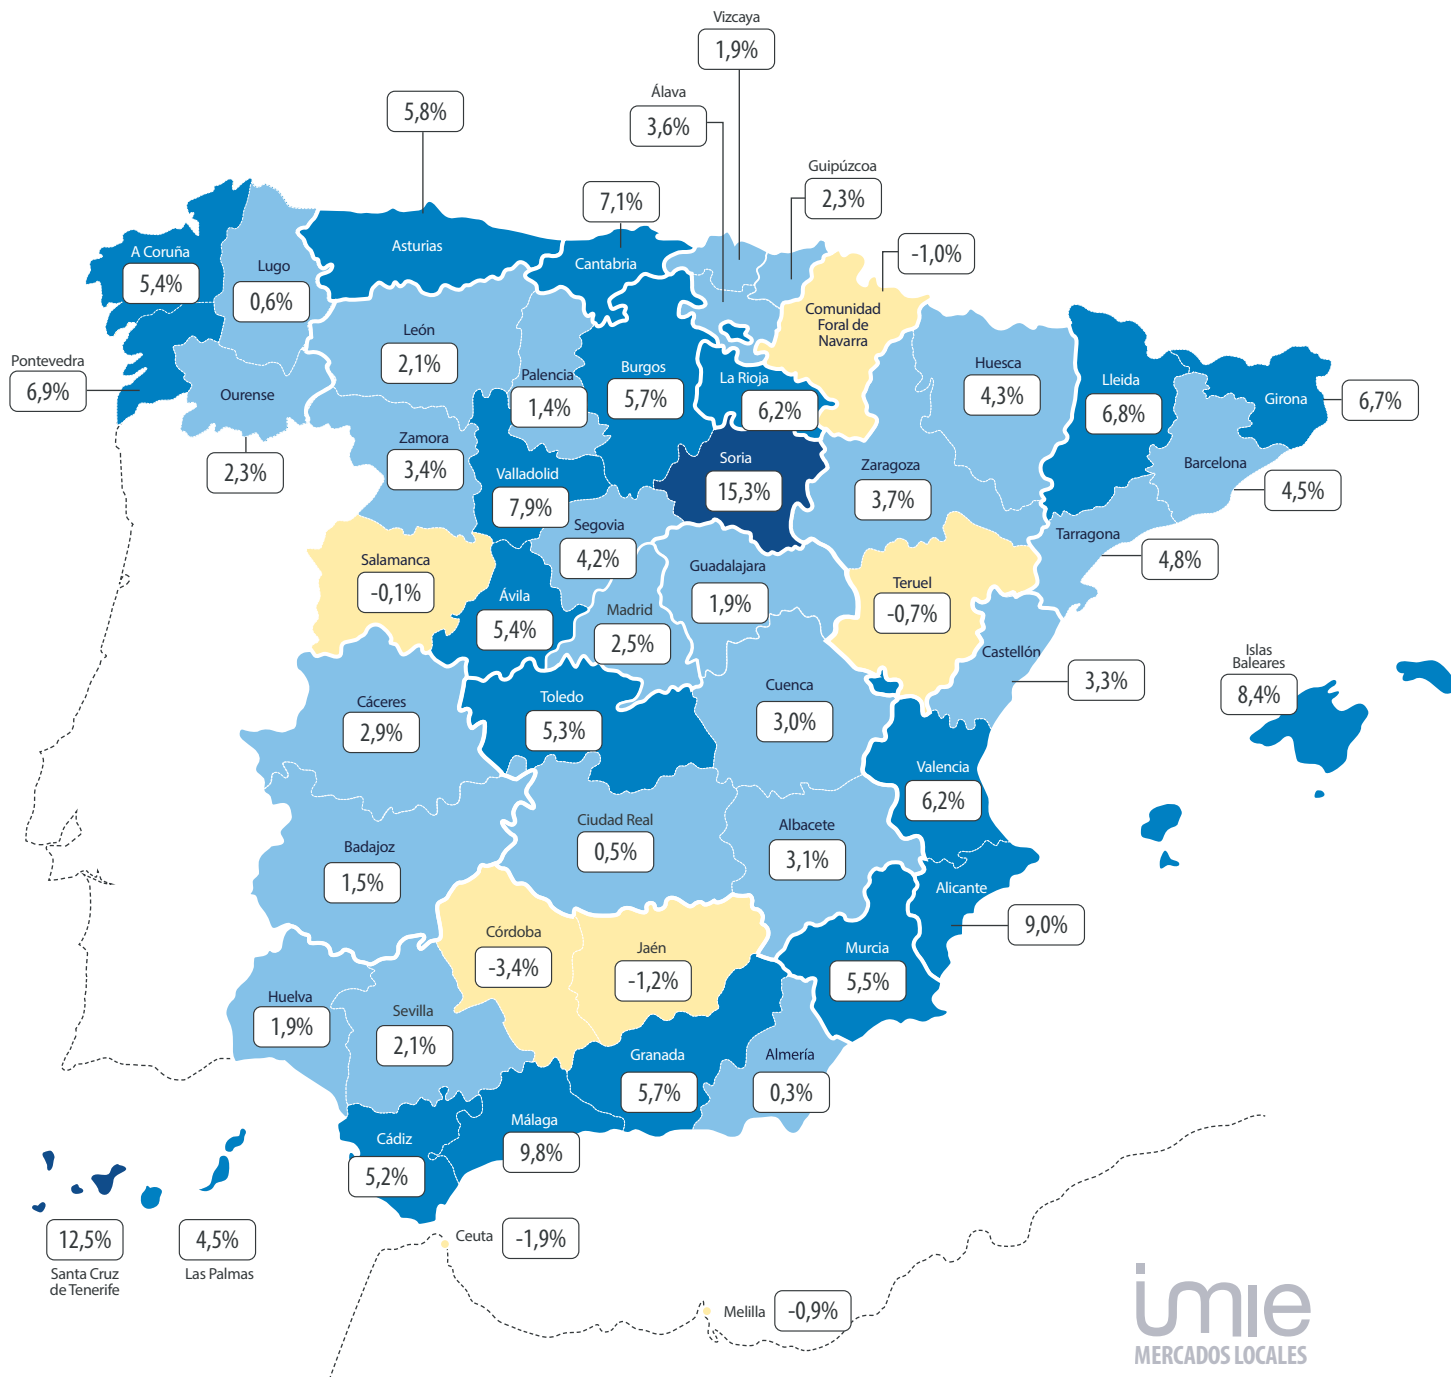 Vizcaya
1,9%
Álava
3,6%
5,8%
Guipúzcoa
2,3%
7,1%
-1,0%
A Coruña
5,4%
Lugo
0,6%
Asturias
Cantabria
Comunidad
Foral de
Navarra
Pontevedra
6,9%
Ourense
2,3%
León
2,1%
Palencia
1,4%
Burgos
5,7%
La Rioja
6,2%
Huesca
4,3%
Lleida
6,8%
Girona
6,7%
Zamora
3,4%
Valladolid
7,9%
Soria
15,3%
Zaragoza
3,7%
Barcelona
4,5%
Segovia
4,2%
Tarragona
4,8%
Salamanca
-0,1%
Ávila
5,4%
Madrid
2,5%
Guadalajara
1,9%
Teruel
-0,7%
Castellón
3,3%
Islas
Baleares
8,4%
Cáceres
2,9%
Toledo
5,3%
Cuenca
3,0%
Valencia
6,2%
Badajoz
1,5%
Ciudad Real
0,5%
Albacete
3,1%
Alicante
9,0%
Córdoba
-3,4%
Jaén
-1,2%
Murcia
5,5%
Huelva
1,9%
Sevilla
2,1%
Granada
5,7%
Almería
0,3%
Cádiz
5,2%
Málaga
9,8%
12,5%
Santa Cruz
de Tenerife
4,5%
Las Palmas
Ceuta
-1,9%
Melilla
-0,9%
imie
MERCADOS LOCALES